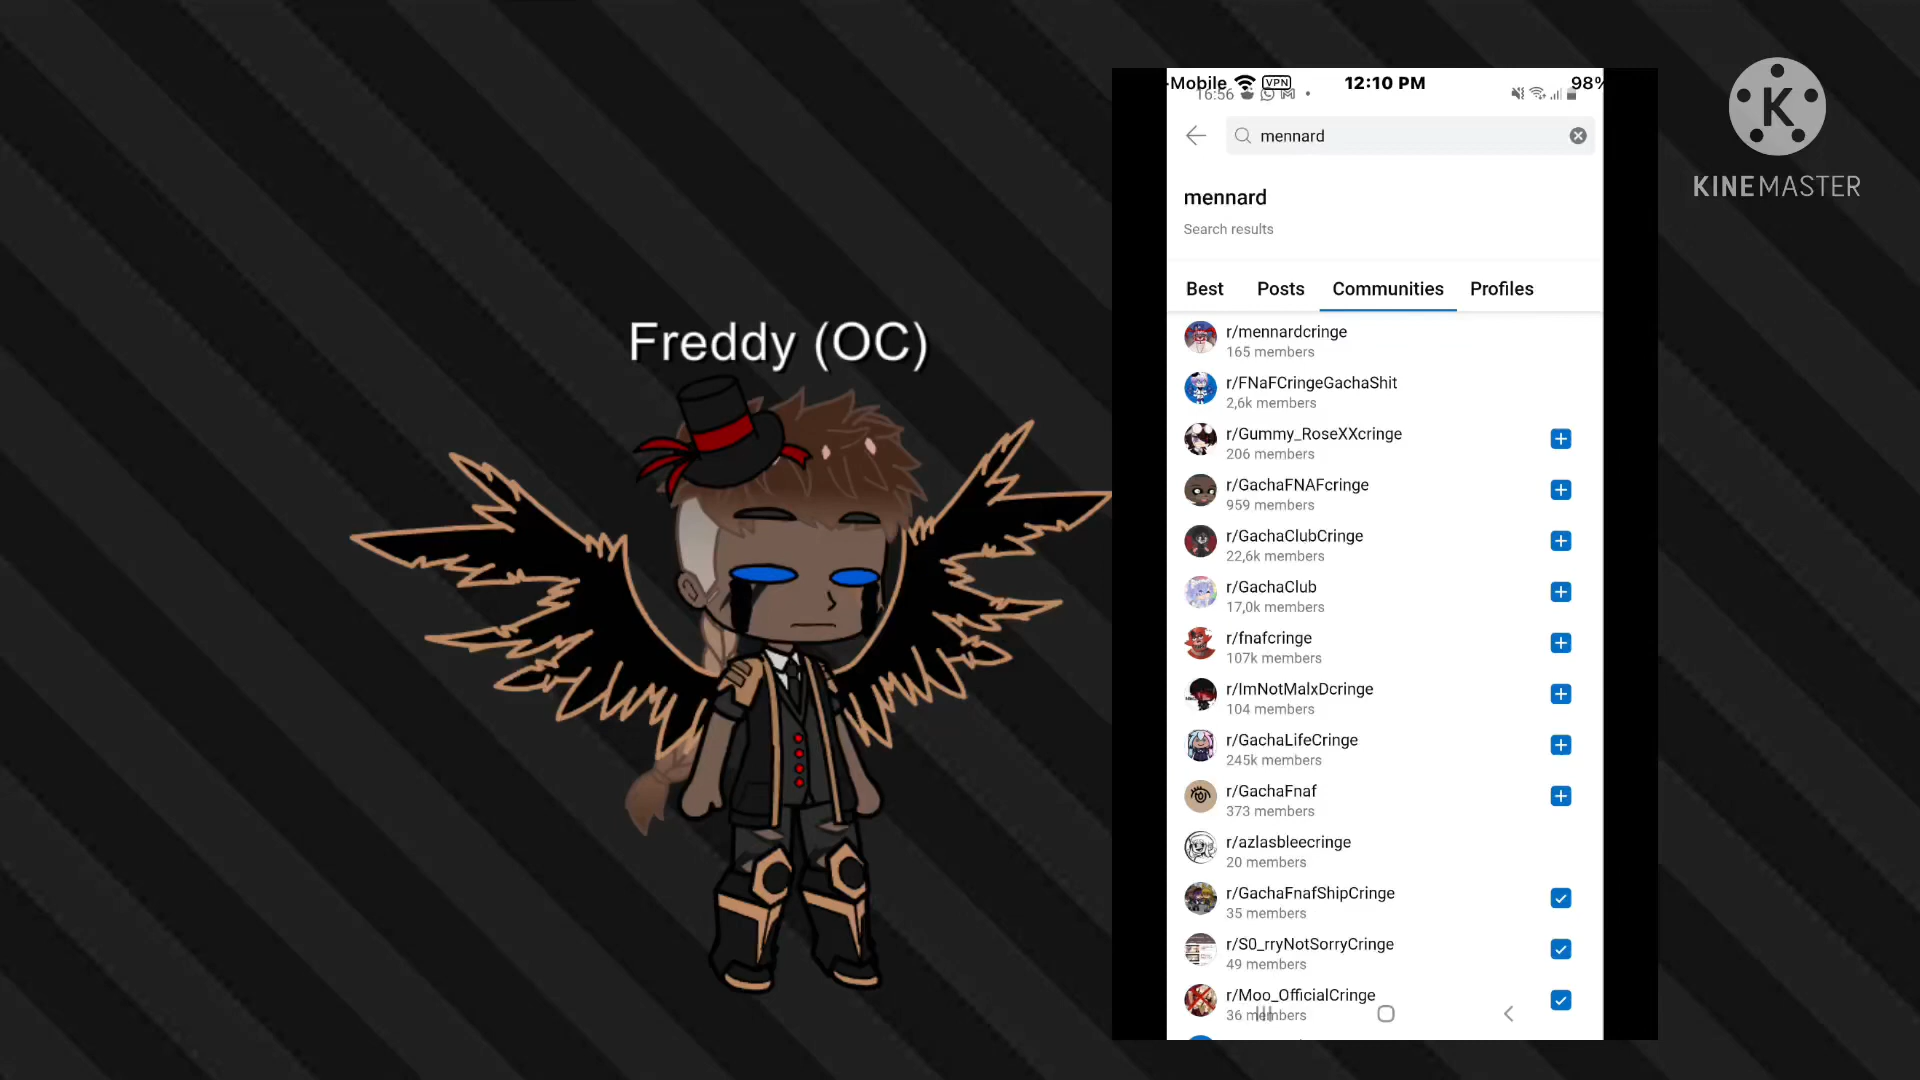 Freddy (OC)
Mobile VPN 12:10 PM 98%
16:56
mennard
mennard
Search results
Best Posts Communities Profiles
r/mennardcringe
165 members
r/FNaFCringeGachaShit
2,6k members
r/Gummy_RoseXXcringe
206 members
r/GachaFNAFcringe
959 members
r/GachaClubCringe
22,6k members
r/GachaClub
17,0k members
r/fnafcringe
107k members
r/ImNotMalxDcringe
104 members
r/GachaLifeCringe
245k members
r/GachaFnaf
373 members
r/azlasbleecringe
20 members
r/GachaFnafShipCringe
35 members
r/S0_rryNotSorryCringe
49 members
r/Moo_OfficialCringe
36 members
K
KINEMASTER